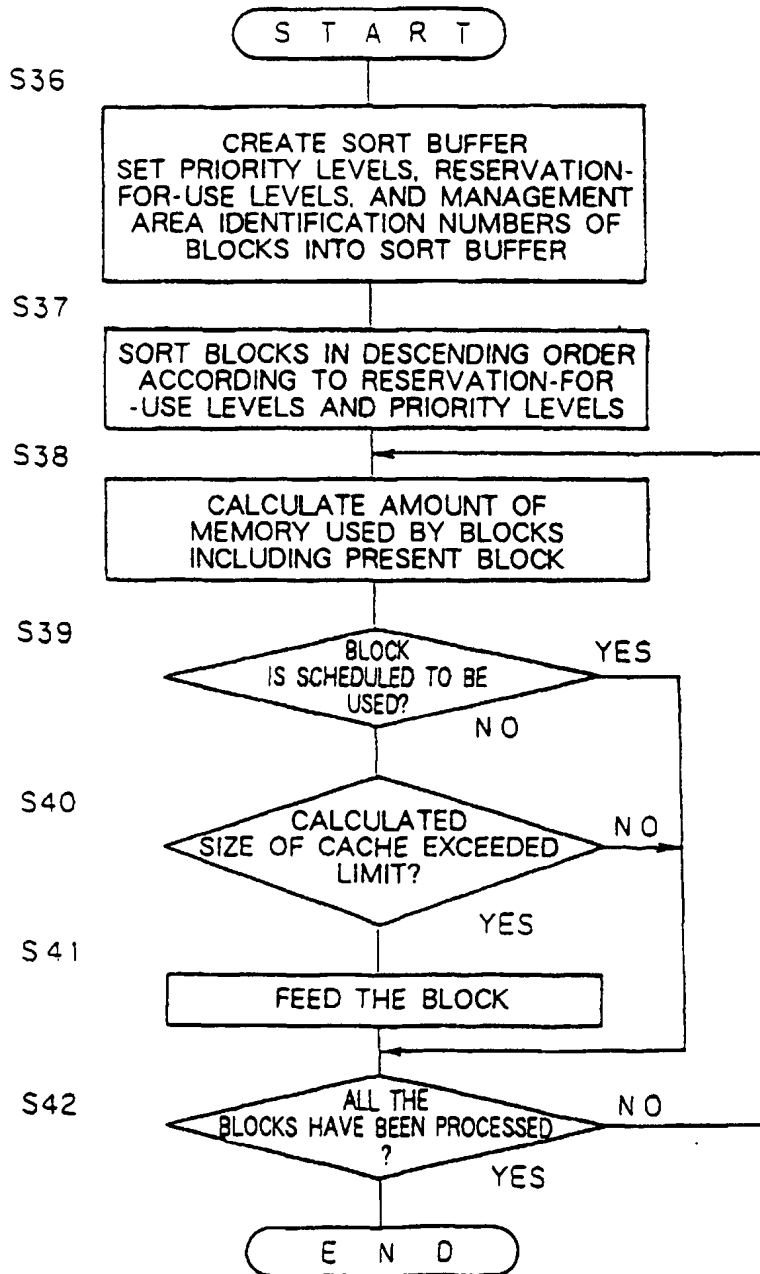 START
S36
CREATE SORT BUFFER
SET PRIORITY LEVELS, RESERVATION-
FOR-USE LEVELS, AND MANAGEMENT
AREA IDENTIFICATION NUMBERS OF
BLOCKS INTO SORT BUFFER
S37
SORT BLOCKS IN DESCENDING ORDER
ACCORDING TO RESERVATION-FOR
-USE LEVELS AND PRIORITY LEVELS
S38
CALCULATE AMOUNT OF
MEMORY USED BY BLOCKS
INCLUDING PRESENT BLOCK
S39
BLOCK
IS SCHEDULED TO BE
USED?
YES
NO
S40
CALCULATED
SIZE OF CACHE EXCEEDED
LIMIT?
NO
YES
S41
FEED THE BLOCK
S42
ALL THE
BLOCKS HAVE BEEN PROCESSED
?
NO
YES
END